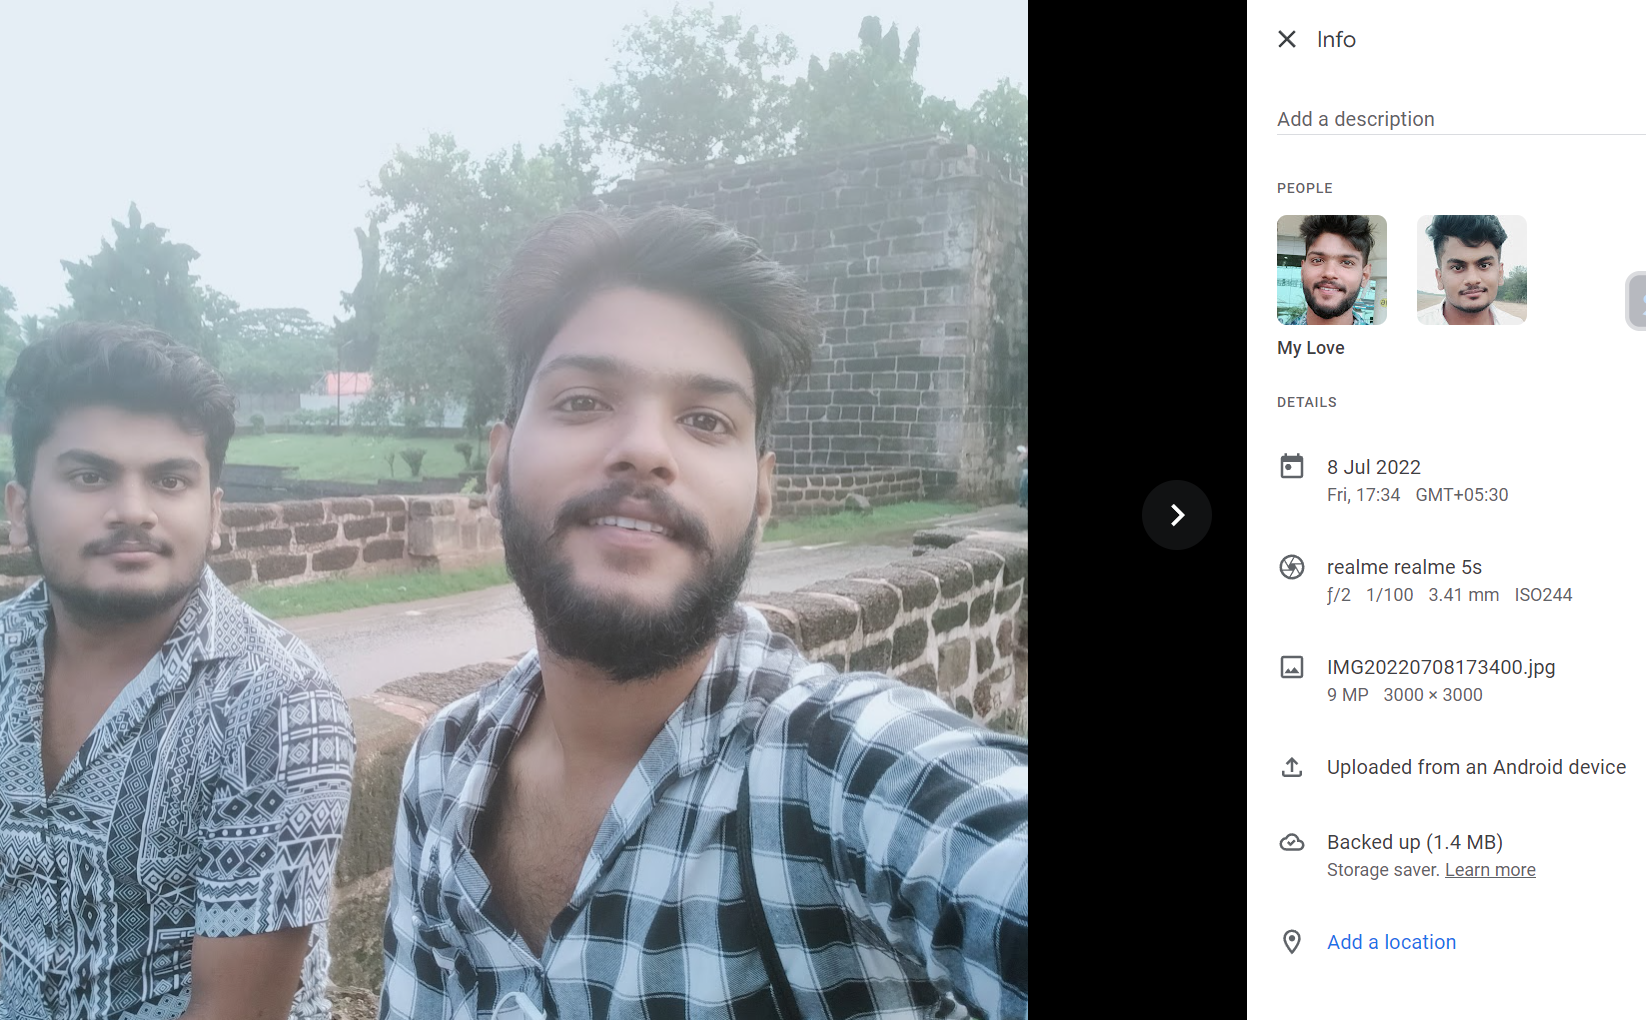 Info
Add a description
PEOPLE
My Love
DETAILS
8 Jul 2022
Fri, 17:34 GMT+05:30
realme realme 5s
ƒ/2 1/100 3.41 mm ISO244
IMG20220708173400.jpg
9 MP 3000 × 3000
Uploaded from an Android device
Backed up (1.4 MB)
Storage saver. Learn more
Add a location